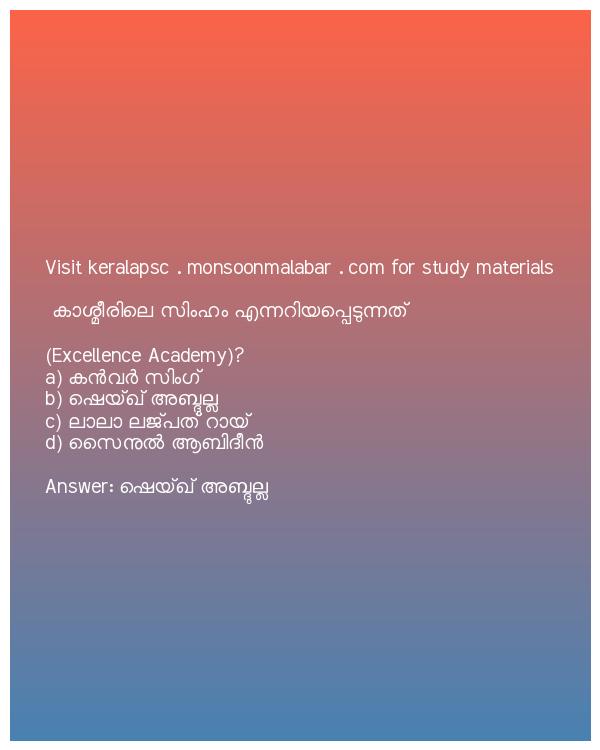 Visit keralapsc . monsoonmalabar . com for study materials
കാശ്മീരിലെ സിംഹം എന്നറിയപ്പെടുന്നത്
(Excellence Academy)?
a) കൻവർ സിംഗ്
b) ഷെയ്ഖ് അബ്ദുല്ല
c) ലാലാ ലജ്പത് റായ്
d) സൈനുൽ ആബിദീൻ
Answer: ഷെയ്ഖ് അബ്ദുല്ല